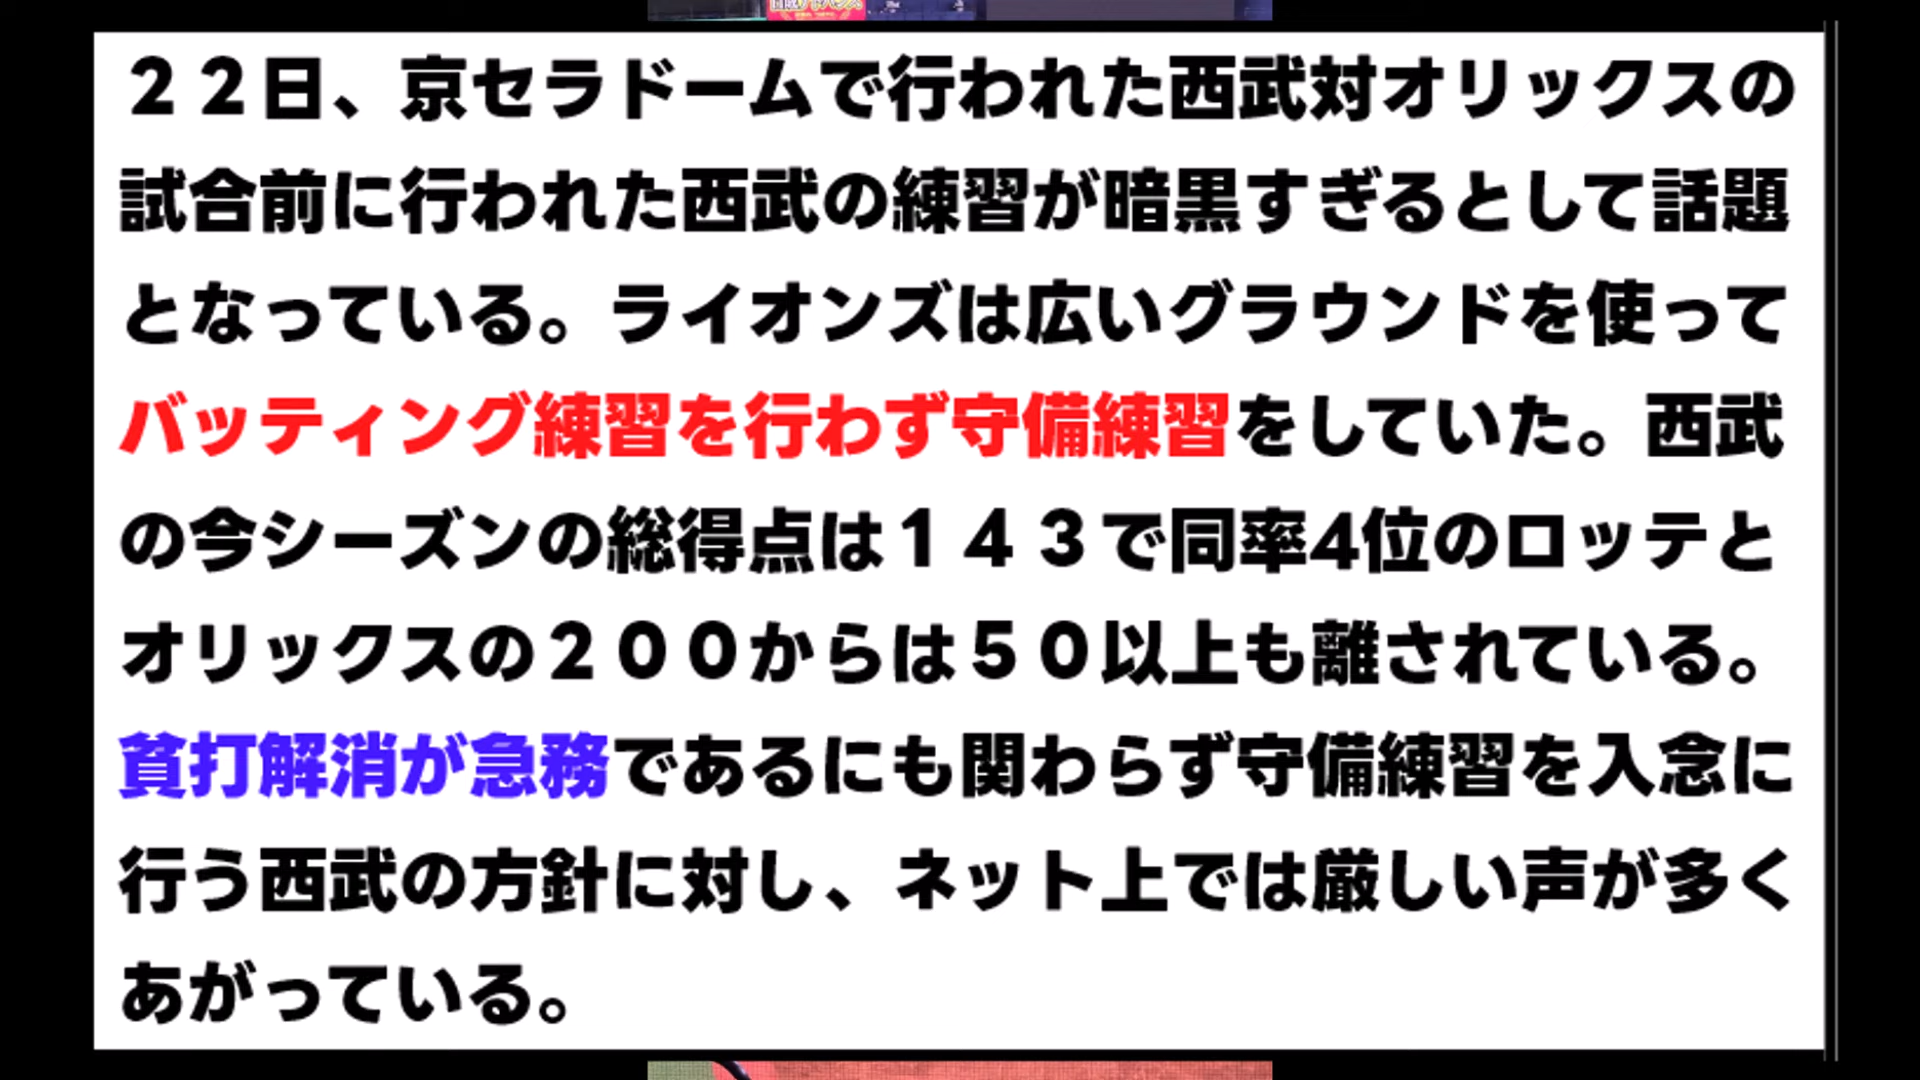 ２２日、京セラドームで行われた西武対オリックスの
試合前に行われた西武の練習が暗黒すぎるとして話題
となっている。ライオンズは広いグラウンドを使って
バッティング練習を行わず守備練習をしていた。西武
の今シーズンの総得点は１４３で同率4位のロッテと
オリックスの２００からは５０以上も離されている。
貧打解消が急務であるにも関わらず守備練習を入念に
行う西武の方針に対し、ネット上では厳しい声が多く
あがっている。